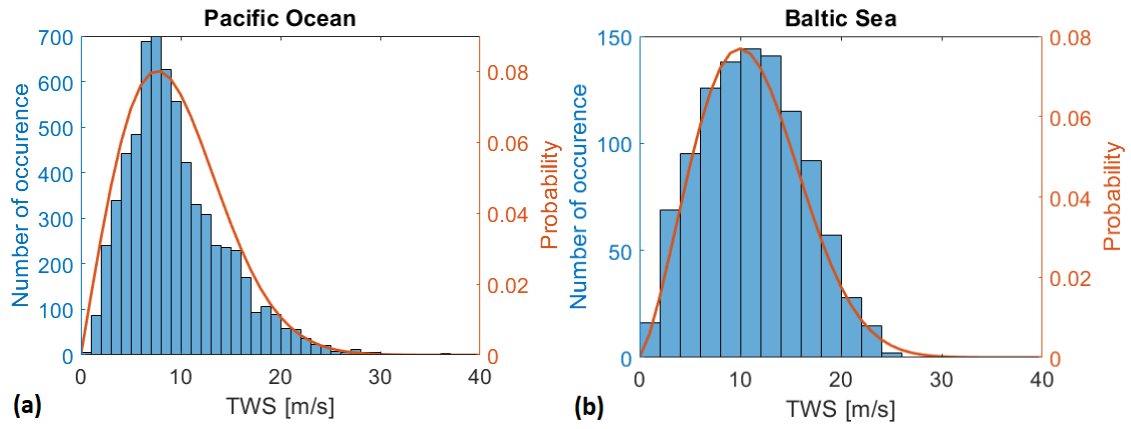 Pacific Ocean
Number of occurence
700
600
500
400
300
200
100
0
0.08
0.06
0.04
0.02
0
Probability
0 10 20 30 40
TWS [m/s]
(a)
Baltic Sea
Number of occurence
150
100
50
0
0.08
0.06
0.04
0.02
0
Probability
0 10 20 30 40
TWS [m/s]
(b)